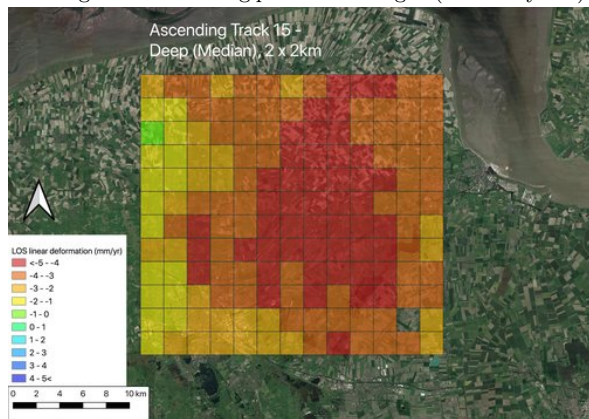 Ascending Track 15 -
Deep (Median), 2 x 2km
LOS linear deformation (mm/yr)
<-5 - -4
-4 - -3
-3 - -2
-2 - -1
-1 - 0
0 - 1
1 - 2
2 - 3
3 - 4
4 - 5<
0 2 4 6 8 10 km